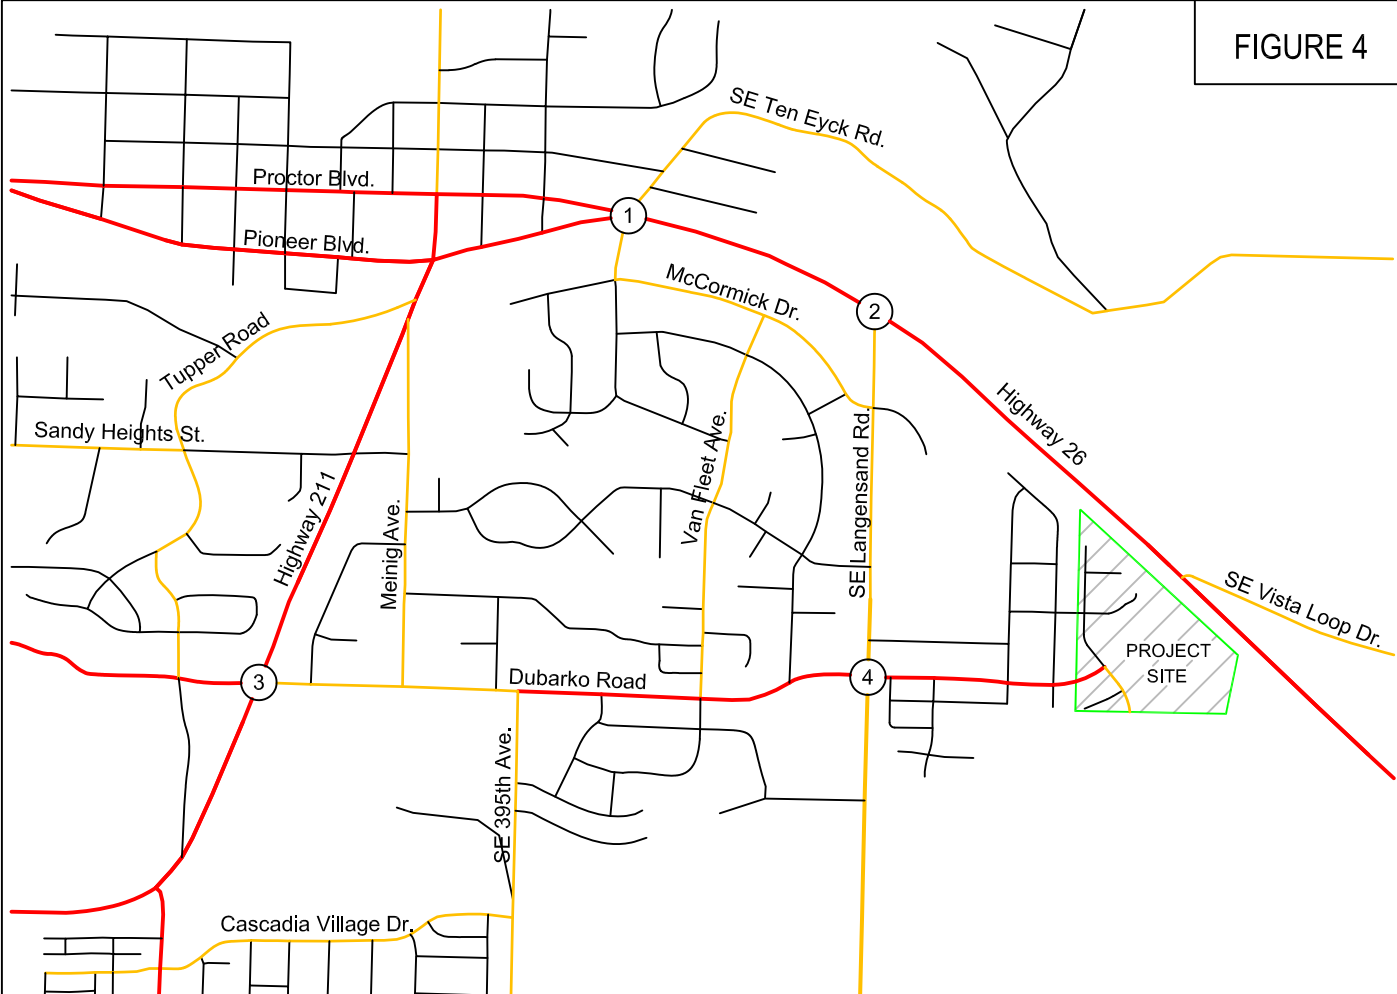 FIGURE 4
SE Ten Eyck Rd.
Proctor Blvd.
1
Pioneer Blvd.
McCormick Dr.
2
Tupper Road
Highway 26
Sandy Heights St.
Van Fleet Ave.
SE Langensand Rd.
Highway 211
Meinig Ave.
SE Vista Loop Dr.
PROJECT
SITE
3
Dubarko Road
4
SE 395th Ave.
Cascadia Village Dr.